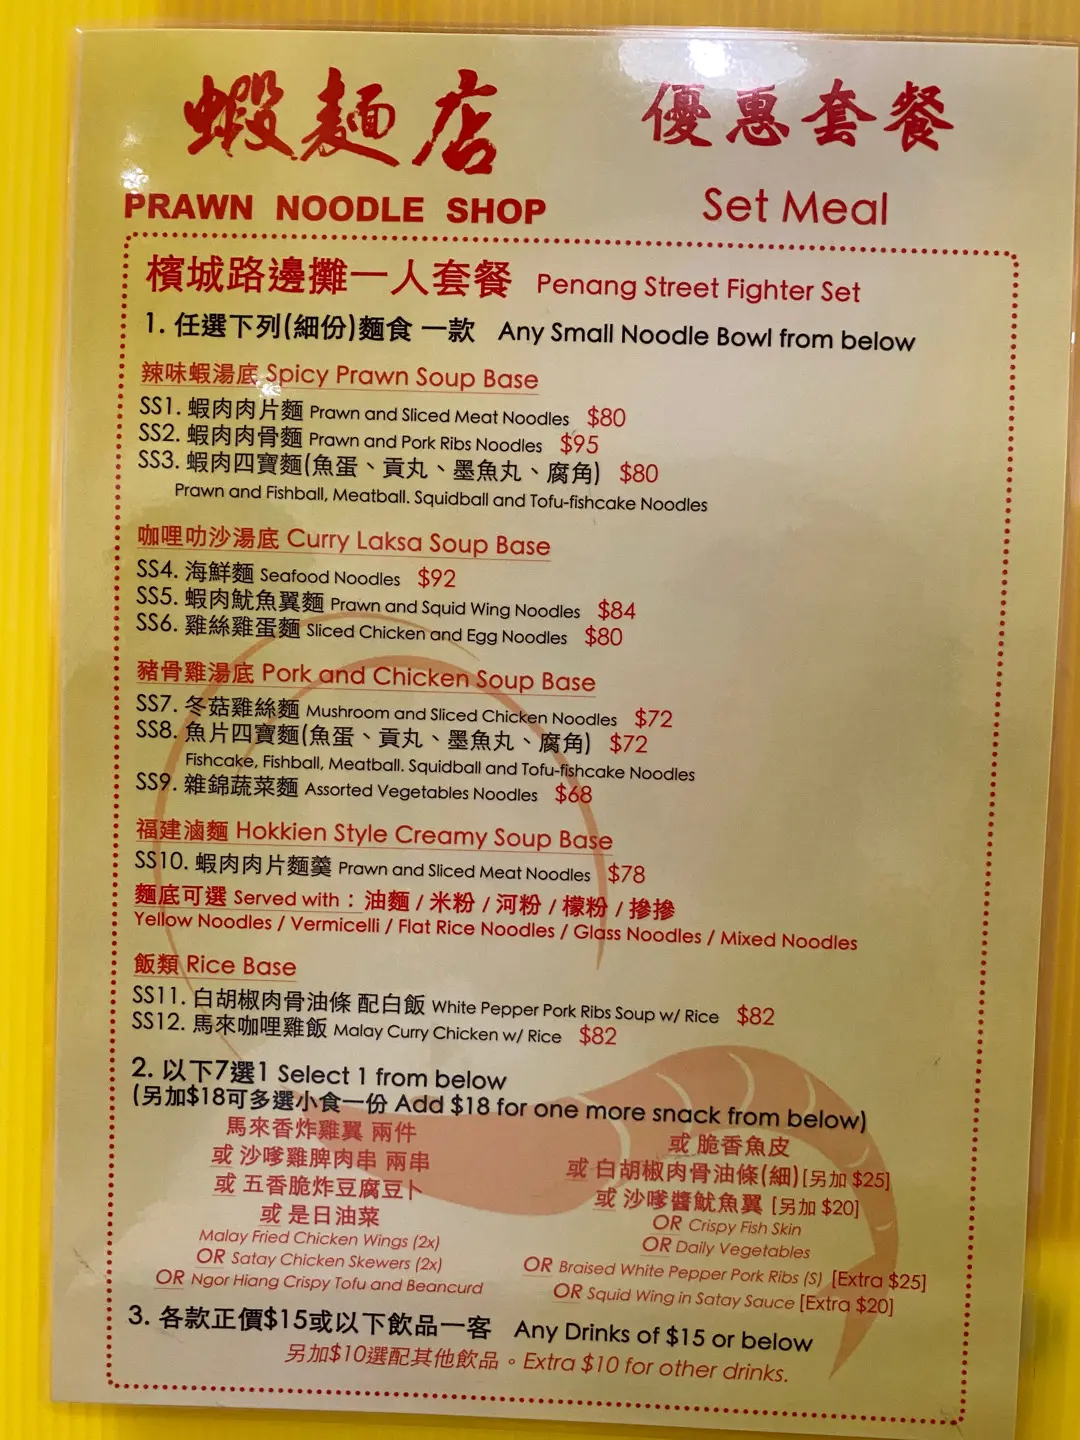 蝦麵店
優惠套餐
PRAWN NOODLE SHOP
Set Meal
檳城路邊攤一人套餐 Penang Street Fighter Set
1. 任選下列(細份)麵食 一款 Any Small Noodle Bowl from below
辣味蝦湯底 Spicy Prawn Soup Base
SS1. 蝦肉肉片麵 Prawn and Sliced Meat Noodles $80
SS2. 蝦肉肉骨麵 Prawn and Pork Ribs Noodles $95
SS3. 蝦肉四寶麵(魚蛋、貢丸、墨魚丸、腐角) $80
Prawn and Fishball, Meatball. Squidball and Tofu-fishcake Noodles
咖哩叻沙湯底 Curry Laksa Soup Base
SS4. 海鮮麵 Seafood Noodles $92
SS5. 蝦肉魷魚翼麵 Prawn and Squid Wing Noodles $84
SS6. 雞絲雞蛋麵 Sliced Chicken and Egg Noodles $80
豬骨雞湯底 Pork and Chicken Soup Base
SS7. 冬菇雞絲麵 Mushroom and Sliced Chicken Noodles $72
SS8. 魚片四寶麵(魚蛋、貢丸、墨魚丸、腐角) $72
Fishcake, Fishball, Meatball. Squidball and Tofu-fishcake Noodles
SS9. 雜錦蔬菜麵 Assorted Vegetables Noodles $68
福建滷麵 Hokkien Style Creamy Soup Base
SS10. 蝦肉肉片麵羹 Prawn and Sliced Meat Noodles $78
麵底可選 Served with : 油麵 / 米粉 / 河粉 / 檬粉 / 摻摻
Yellow Noodles / Vermicelli / Flat Rice Noodles / Glass Noodles / Mixed Noodles
飯類 Rice Base
SS11. 白胡椒肉骨油條 配白飯 White Pepper Pork Ribs Soup w/ Rice $82
SS12. 馬來咖哩雞飯 Malay Curry Chicken w/ Rice $82
2. 以下7選1 Select 1 from below
(另加$18可多選小食一份 Add $18 for one more snack from below)
馬來香炸雞翼 兩件
或 沙嗲雞脾肉串 兩串
或 五香脆炸豆腐豆卜
或 是日油菜
Malay Fried Chicken Wings (2x)
OR Satay Chicken Skewers (2x)
OR Ngor Hiang Crispy Tofu and Beancurd
或 脆香魚皮
或 白胡椒肉骨油條(細)[另加 $25]
或 沙嗲醬魷魚翼 [另加 $20]
OR Crispy Fish Skin
OR Daily Vegetables
OR Braised White Pepper Pork Ribs (S) [Extra $25]
OR Squid Wing in Satay Sauce [Extra $20]
3. 各款正價$15或以下飲品一客 Any Drinks of $15 or below
另加$10選配其他飲品。Extra $10 for other drinks.